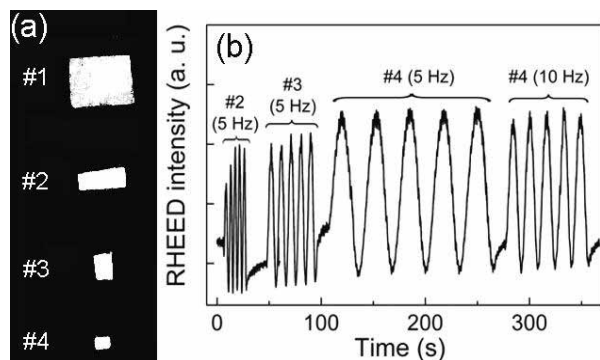 (a)
#1
#2
#3
#4
(b)
RHEED intensity (a. u.)
#2
(5 Hz)
#3
(5 Hz)
#4 (5 Hz)
#4 (10 Hz)
0
100
200
300
Time (s)